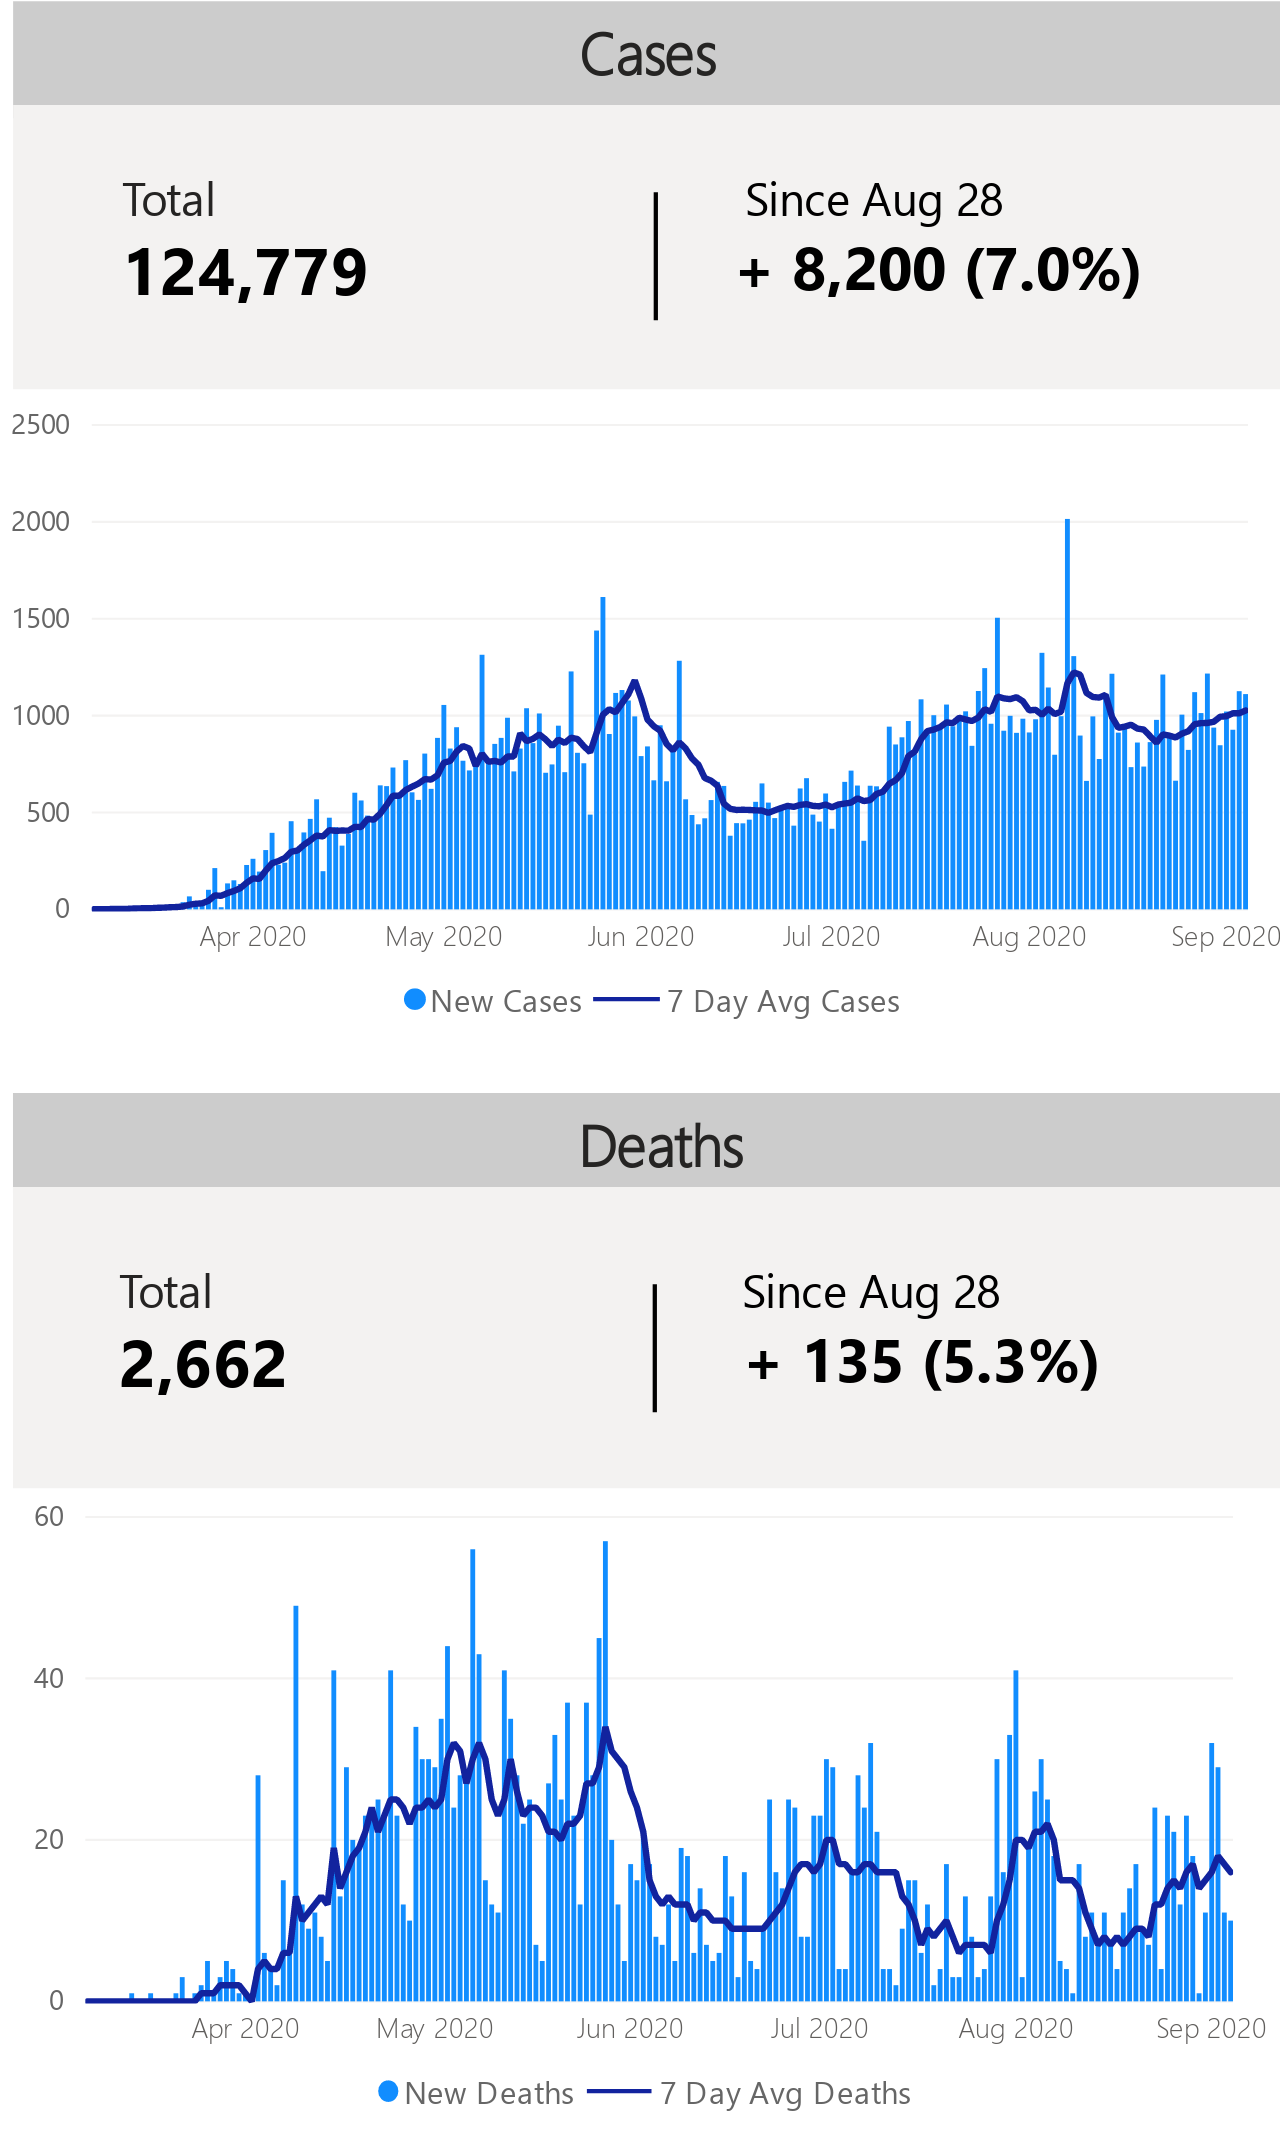 Cases
Total
Since Aug 28
124,779
+ 8,200 (7.0%)
2500
2000
1500
1000
500
0
Apr 2020 May 2020 Jun 2020 Jul 2020 Aug 2020 Sep 2020
New Cases 7 Day Avg Cases
Deaths
Total
Since Aug 28
2,662
+ 135 (5.3%)
60
40
20
0
Apr 2020 May 2020 Jun 2020 Jul 2020 Aug 2020 Sep 2020
New Deaths 7 Day Avg Deaths